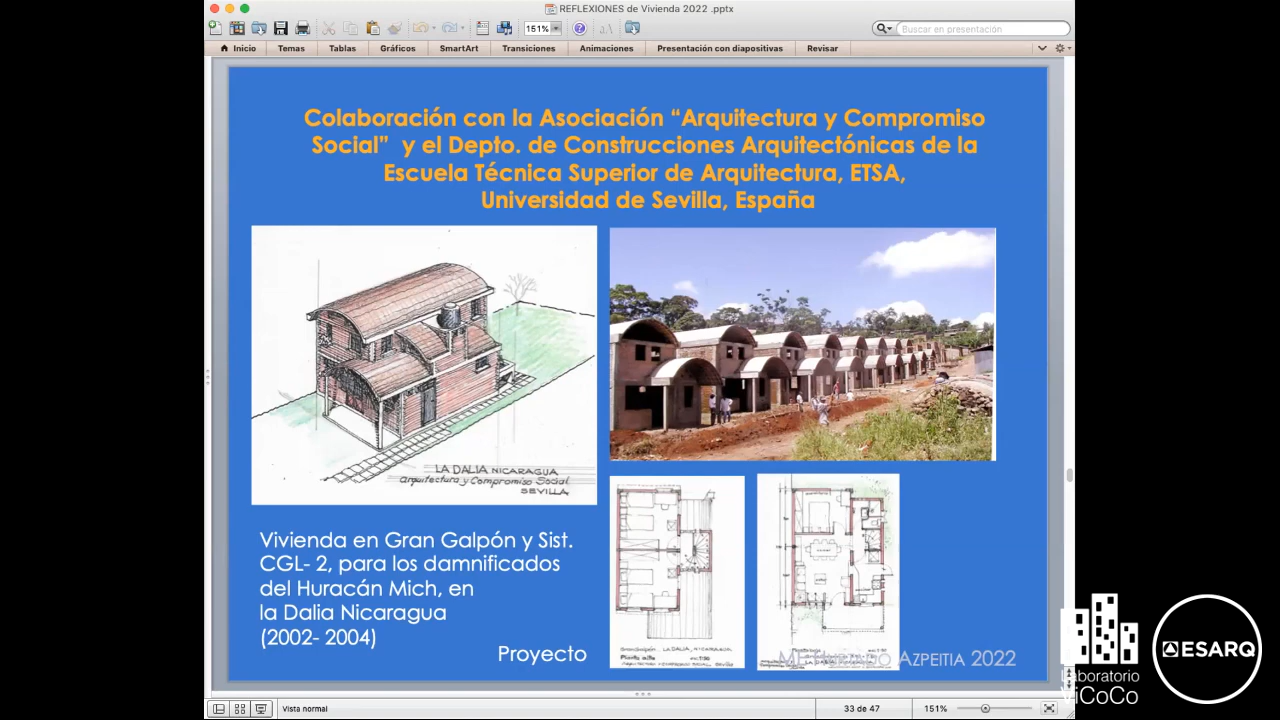 REFLEXIONES de Vivienda 2022 .pptx
151%
Buscar en presentación
Inicio Temas Tablas Gráficos SmartArt Transiciones Animaciones Presentación con diapositivas Revisar
Colaboración con la Asociación “Arquitectura y Compromiso
Social” y el Depto. de Construcciones Arquitectónicas de la
Escuela Técnica Superior de Arquitectura, ETSA,
Universidad de Sevilla, España
LA DALIA NICARAGUA
Arquitectura y Compromiso Social
SEVILLA
Vivienda en Gran Galpón y Sist.
CGL- 2, para los damnificados
del Huracán Mich, en
la Dalia Nicaragua
(2002- 2004)
Proyecto
AZPEITIA 2022
Laboratorio
ViCoCo
ESARQ
Vista normal
33 de 47
151%